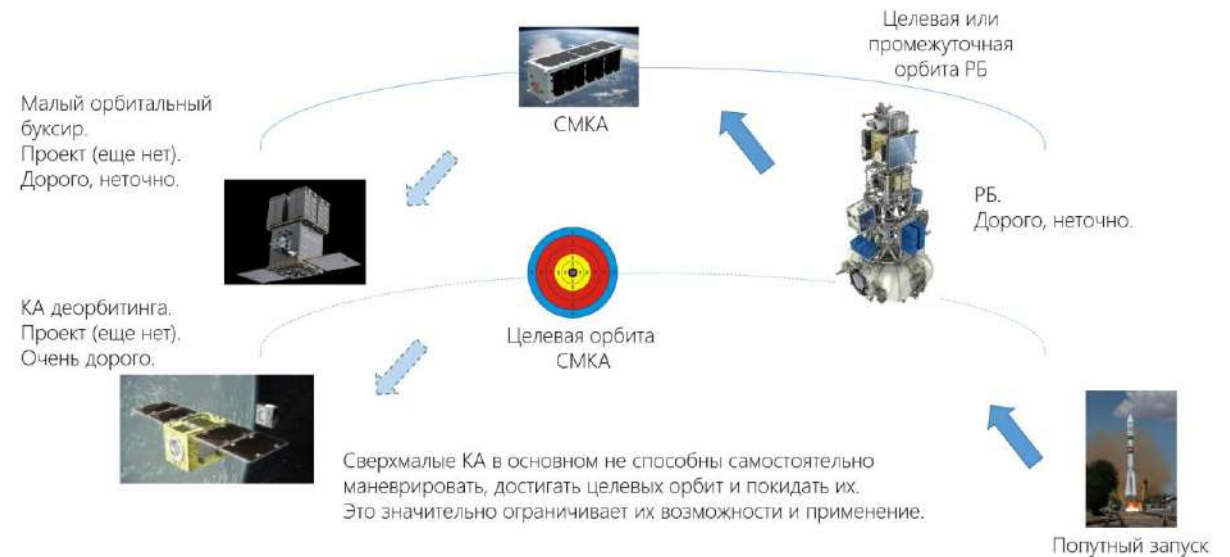 Целевая или
промежуточная
орбита РБ
СМКА
Малый орбитальный
буксир.
Проект (еще нет).
Дорого, неточно.
РБ.
Дорого, неточно.
КА деорбитинга.
Проект (еще нет).
Очень дорого.
Целевая орбита
СМКА
Сверхмалые КА в основном не способны самостоятельно
маневрировать, достигать целевых орбит и покидать их.
Это значительно ограничивает их возможности и применение.
Попутный запуск